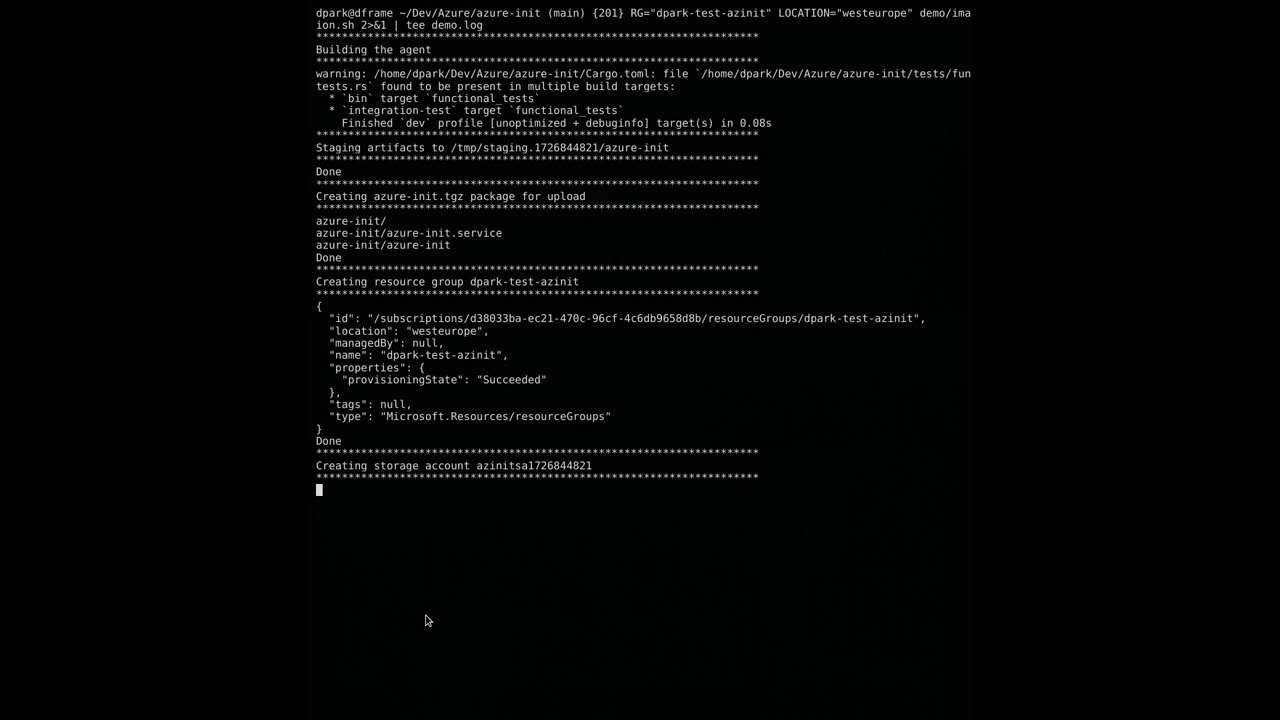 dpark@dframe ~/Dev/Azure/azure-init (main) {201} RG="dpark-test-azinit" LOCATION="westeurope" demo/ima
ion.sh 2>&1 | tee demo.log
*********************************************************************
Building the agent
*********************************************************************
warning: /home/dpark/Dev/Azure/azure-init/Cargo.toml: file `/home/dpark/Dev/Azure/azure-init/tests/fun
tests.rs` found to be present in multiple build targets:
  * `bin` target `functional_tests`
  * `integration-test` target `functional_tests`
    Finished `dev` profile [unoptimized + debuginfo] target(s) in 0.08s
*********************************************************************
Staging artifacts to /tmp/staging.1726844821/azure-init
*********************************************************************
Done
*********************************************************************
Creating azure-init.tgz package for upload
*********************************************************************
azure-init/
azure-init/azure-init.service
azure-init/azure-init
Done
*********************************************************************
Creating resource group dpark-test-azinit
*********************************************************************
{
  "id": "/subscriptions/d38033ba-ec21-470c-96cf-4c6db9658d8b/resourceGroups/dpark-test-azinit",
  "location": "westeurope",
  "managedBy": null,
  "name": "dpark-test-azinit",
  "properties": {
    "provisioningState": "Succeeded"
  },
  "tags": null,
  "type": "Microsoft.Resources/resourceGroups"
}
Done
*********************************************************************
Creating storage account azinitsa1726844821
*********************************************************************